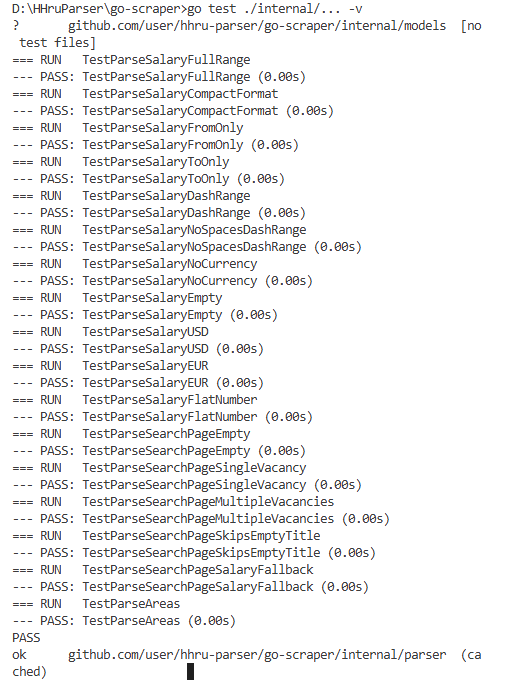 D:\HHruParser\go-scraper>go test ./internal/... -v
?       github.com/user/hhru-parser/go-scraper/internal/models  [no
 test files]
=== RUN   TestParseSalaryFullRange
--- PASS: TestParseSalaryFullRange (0.00s)
=== RUN   TestParseSalaryCompactFormat
--- PASS: TestParseSalaryCompactFormat (0.00s)
=== RUN   TestParseSalaryFromOnly
--- PASS: TestParseSalaryFromOnly (0.00s)
=== RUN   TestParseSalaryToOnly
--- PASS: TestParseSalaryToOnly (0.00s)
=== RUN   TestParseSalaryDashRange
--- PASS: TestParseSalaryDashRange (0.00s)
=== RUN   TestParseSalaryNoSpacesDashRange
--- PASS: TestParseSalaryNoSpacesDashRange (0.00s)
=== RUN   TestParseSalaryNoCurrency
--- PASS: TestParseSalaryNoCurrency (0.00s)
=== RUN   TestParseSalaryEmpty
--- PASS: TestParseSalaryEmpty (0.00s)
=== RUN   TestParseSalaryUSD
--- PASS: TestParseSalaryUSD (0.00s)
=== RUN   TestParseSalaryEUR
--- PASS: TestParseSalaryEUR (0.00s)
=== RUN   TestParseSalaryFlatNumber
--- PASS: TestParseSalaryFlatNumber (0.00s)
=== RUN   TestParseSearchPageEmpty
--- PASS: TestParseSearchPageEmpty (0.00s)
=== RUN   TestParseSearchPageSingleVacancy
--- PASS: TestParseSearchPageSingleVacancy (0.00s)
=== RUN   TestParseSearchPageMultipleVacancies
--- PASS: TestParseSearchPageMultipleVacancies (0.00s)
=== RUN   TestParseSearchPageSkipsEmptyTitle
--- PASS: TestParseSearchPageSkipsEmptyTitle (0.00s)
=== RUN   TestParseSearchPageSalaryFallback
--- PASS: TestParseSearchPageSalaryFallback (0.00s)
=== RUN   TestParseAreas
--- PASS: TestParseAreas (0.00s)
PASS
ok      github.com/user/hhru-parser/go-scraper/internal/parser  (ca
ched)